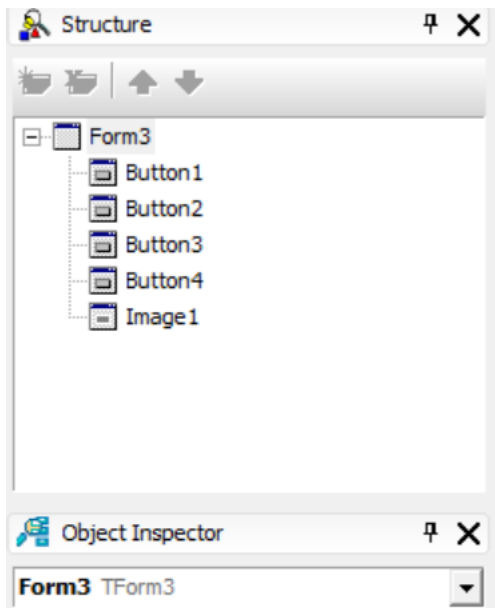 Structure
Form3
Button1
Button2
Button3
Button4
Image1
Object Inspector
Form3 TForm3